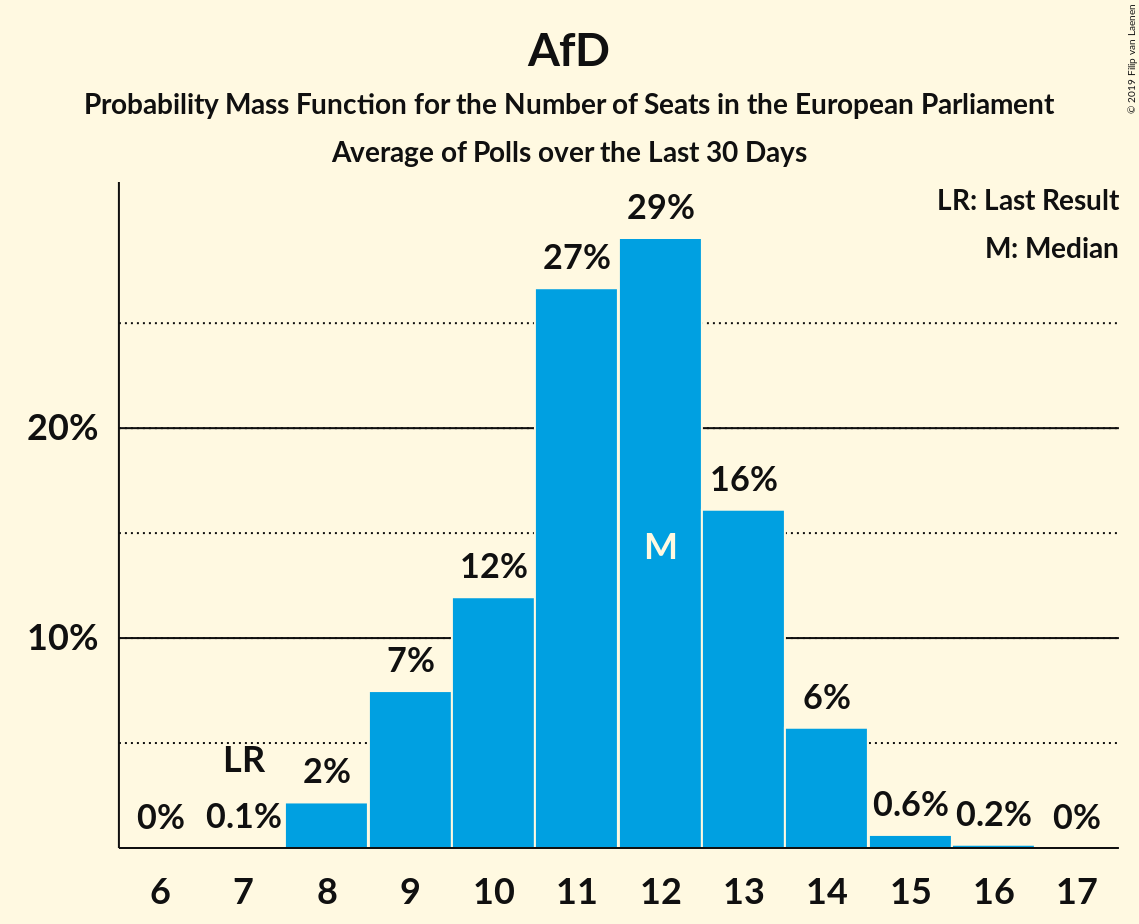 © 2019 Filip van Laenen
AfD
Probability Mass Function for the Number of Seats in the European Parliament
Average of Polls over the Last 30 Days
LR: Last Result
M: Median
29%
27%
20%
16%
M
12%
10%
7%
6%
LR
2%
0%
0.1%
0.6%
0.2%
0%
6 7 8 9 10 11 12 13 14 15 16 17